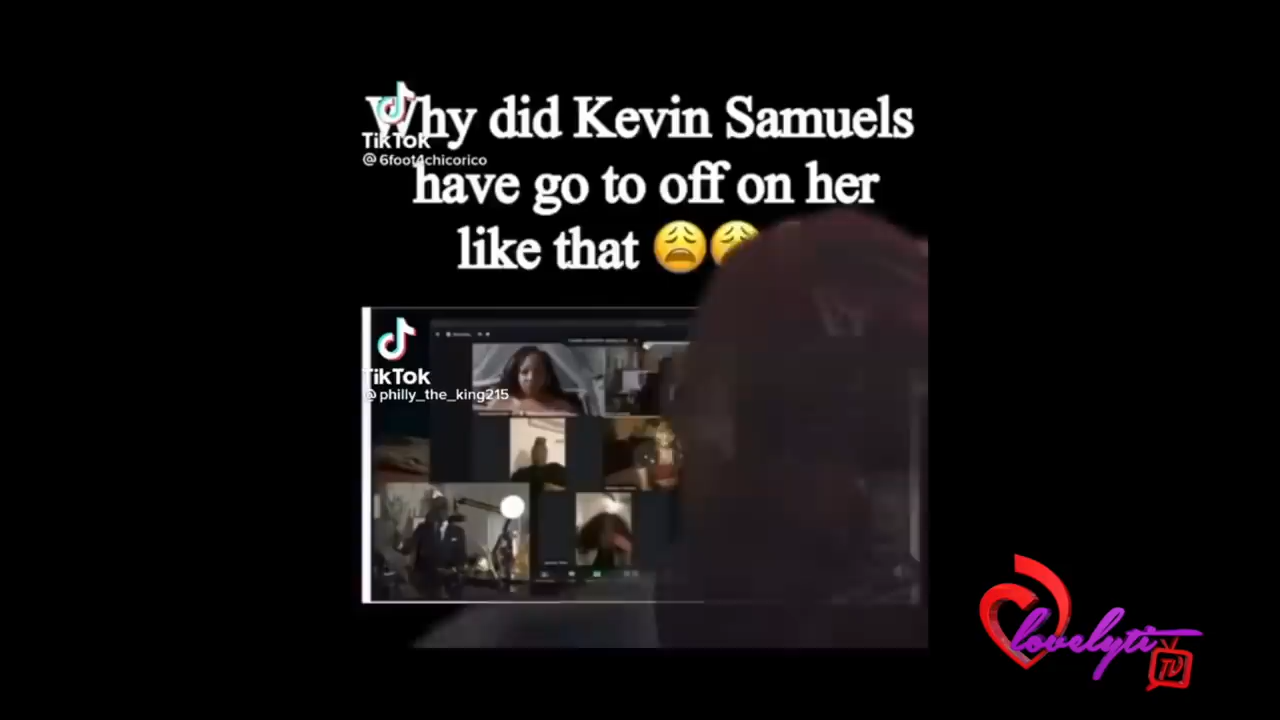 Why did Kevin Samuels
TikTok
@6foot4chicorico
have go to off on her
like that 😩😩
TikTok
@philly_the_king215
lovelyti
TV